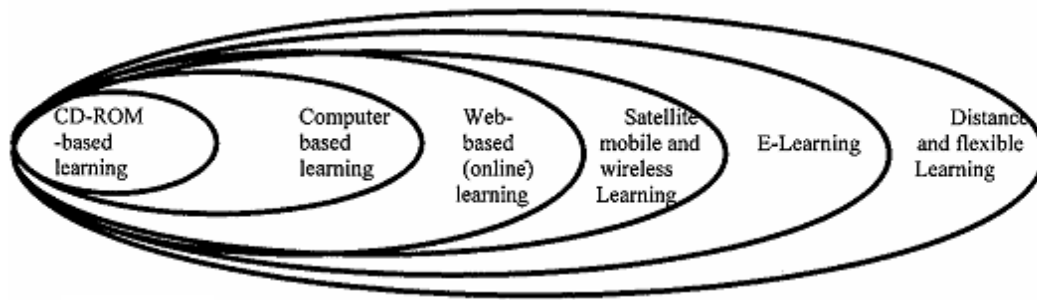 CD-ROM
-based
learning
Computer
based
learning
Web-
based
(online)
learning
Satellite
mobile and
wireless
Learning
E-Learning
Distance
and flexible
Learning